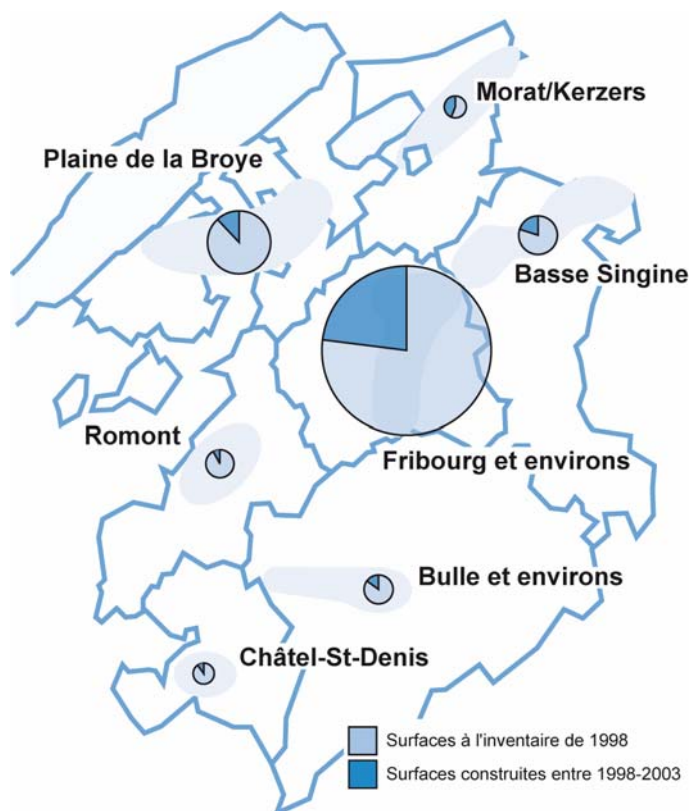 Morat/Kerzers
Plaine de la Broye
Basse Singine
Romont
Fribourg et environs
Bulle et environs
Châtel-St-Denis
Surfaces à l'inventaire de 1998
Surfaces construites entre 1998-2003